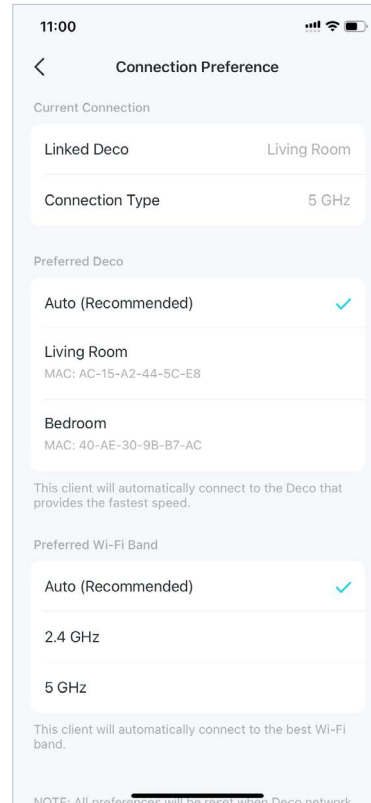 11:00
Connection Preference
Current Connection
Linked Deco Living Room
Connection Type 5 GHz
Preferred Deco
Auto (Recommended)
Living Room
MAC: AC-15-A2-44-5C-E8
Bedroom
MAC: 40-AE-30-9B-B7-AC
This client will automatically connect to the Deco that
provides the fastest speed.
Preferred Wi-Fi Band
Auto (Recommended)
2.4 GHz
5 GHz
This client will automatically connect to the best Wi-Fi
band.
NOTE: All preferences will be reset when Deco network